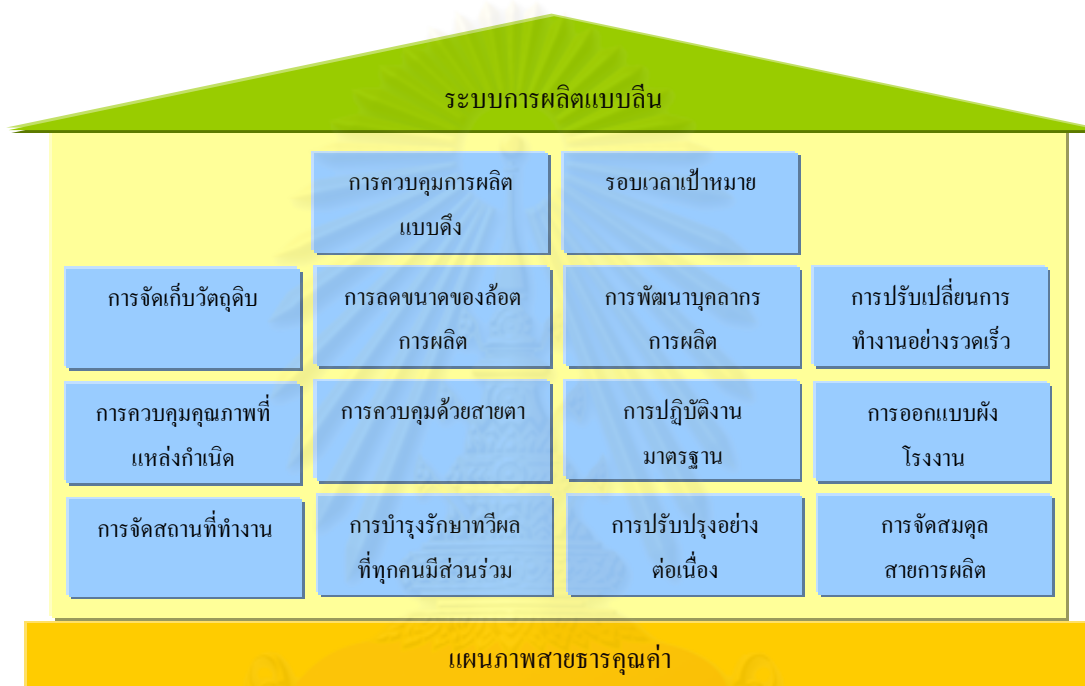 ระบบการผลิตแบบลีน
การควบคุมการผลิต
แบบดึง
รอบเวลาเป้าหมาย
การจัดเก็บวัตถุดิบ
การลดขนาดของล้อต
การผลิต
การพัฒนาบุคลากร
การผลิต
การปรับเปลี่ยนการ
ทำงานอย่างรวดเร็ว
การควบคุมคุณภาพที่
แหล่งกำเนิด
การควบคุมด้วยสายตา
การปฏิบัติงาน
มาตรฐาน
การออกแบบผัง
โรงงาน
การจัดสถานที่ทำงาน
การบำรุงรักษาทวีผล
ที่ทุกคนมีส่วนร่วม
การปรับปรุงอย่าง
ต่อเนื่อง
การจัดสมดุล
สายการผลิต
แผนภาพสายธารคุณค่า